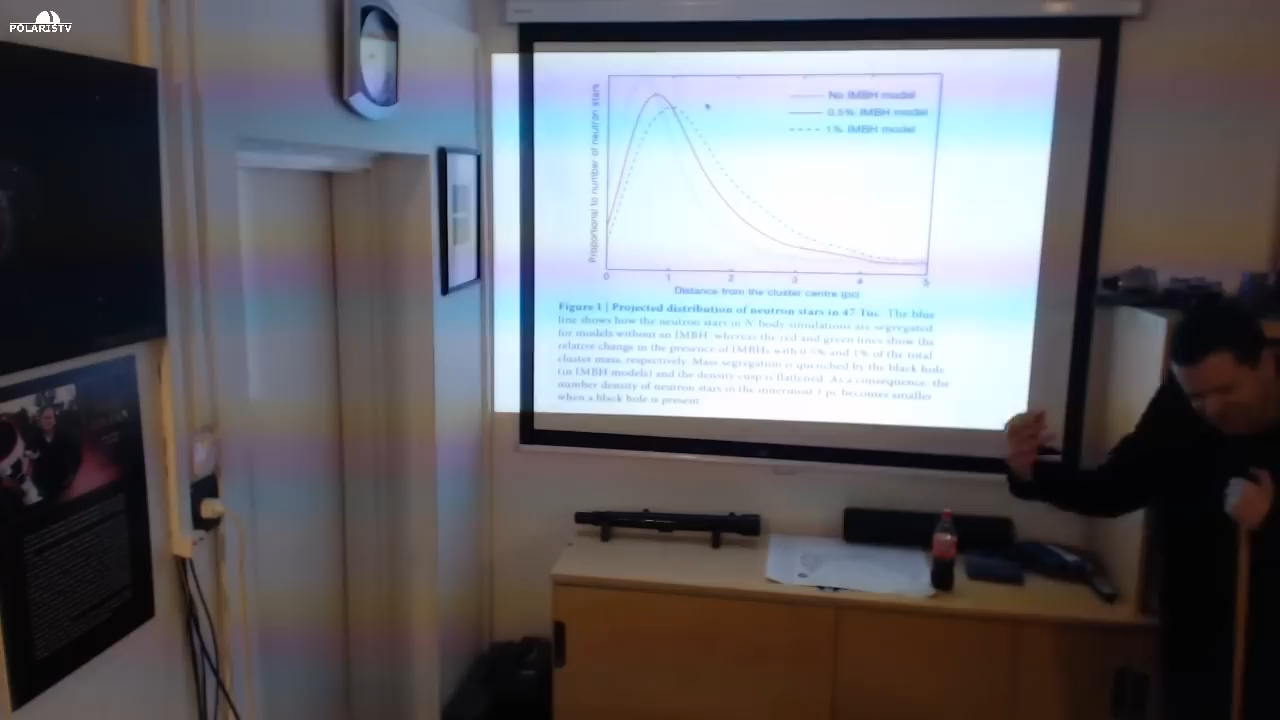 POLARISTV
No IMBH model
0.5% IMBH model
1% IMBH model
Proportional to number of neutron stars
0 1 2 3 4 5
Distance from the cluster centre (pc)
Figure 1 | Projected distribution of neutron stars in 47 Tuc. The blue
line shows how the neutron stars in N-body simulations are segregated
for models without an IMBH, whereas the red and green lines show the
relative change in the presence of IMBHs with 0.5% and 1% of the total
cluster mass, respectively. Mass segregation is quenched by the black hole
(in IMBH models) and the density cusp is flattened. As a consequence, the
number density of neutron stars in the innermost 1 pc becomes smaller
when a black hole is present.